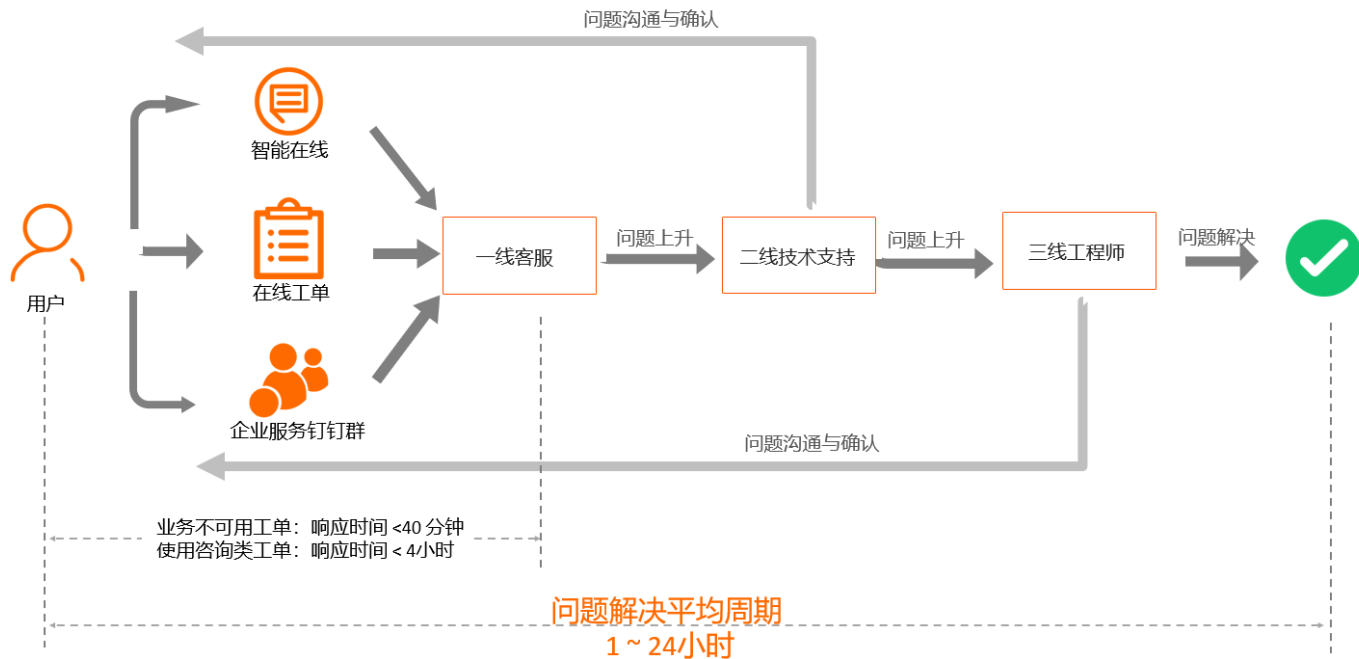 问题沟通与确认
智能在线
用户
在线工单
企业服务钉钉群
一线客服
问题上升
二线技术支持
问题上升
三线工程师
问题解决
问题沟通与确认
业务不可用工单：响应时间 <40 分钟
使用咨询类工单：响应时间 < 4小时
问题解决平均周期
1 ~ 24小时